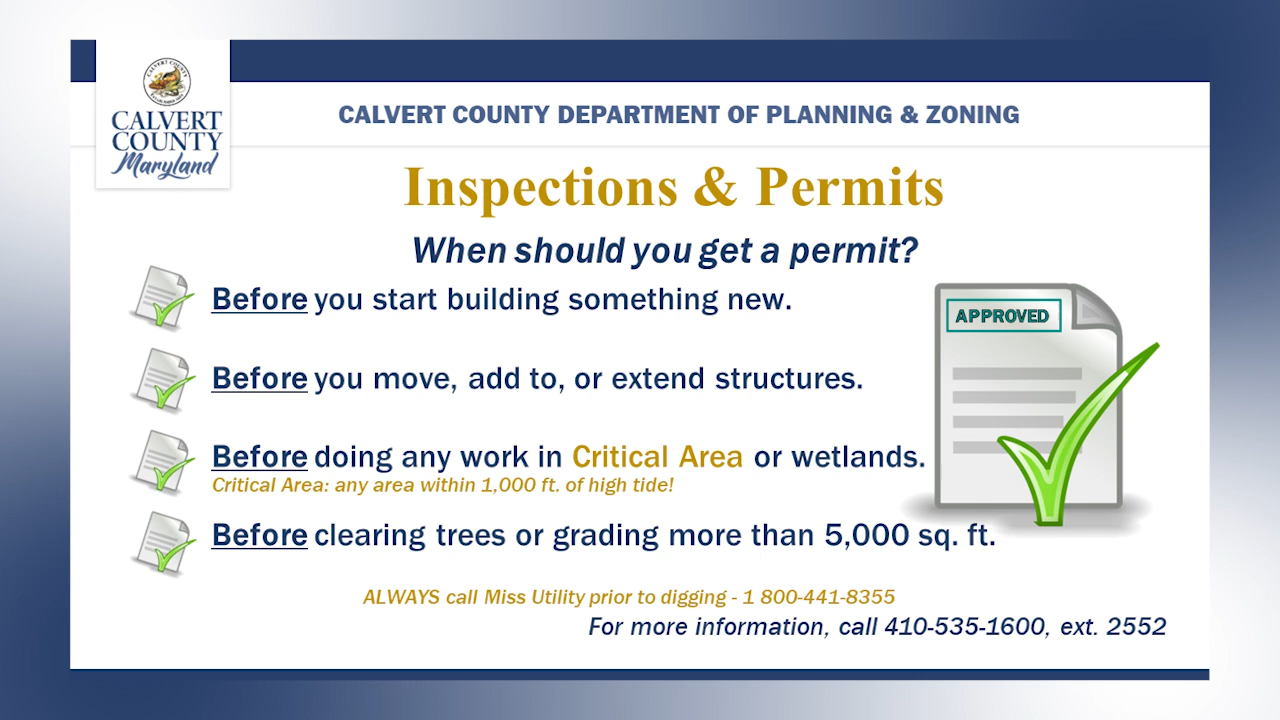 CALVERT COUNTY
CALVERT
COUNTY
Maryland
CALVERT COUNTY DEPARTMENT OF PLANNING & ZONING
Inspections & Permits
When should you get a permit?
Before you start building something new.
APPROVED
Before you move, add to, or extend structures.
Before doing any work in Critical Area or wetlands.
Critical Area: any area within 1,000 ft. of high tide!
Before clearing trees or grading more than 5,000 sq. ft.
ALWAYS call Miss Utility prior to digging - 1 800-441-8355
For more information, call 410-535-1600, ext. 2552